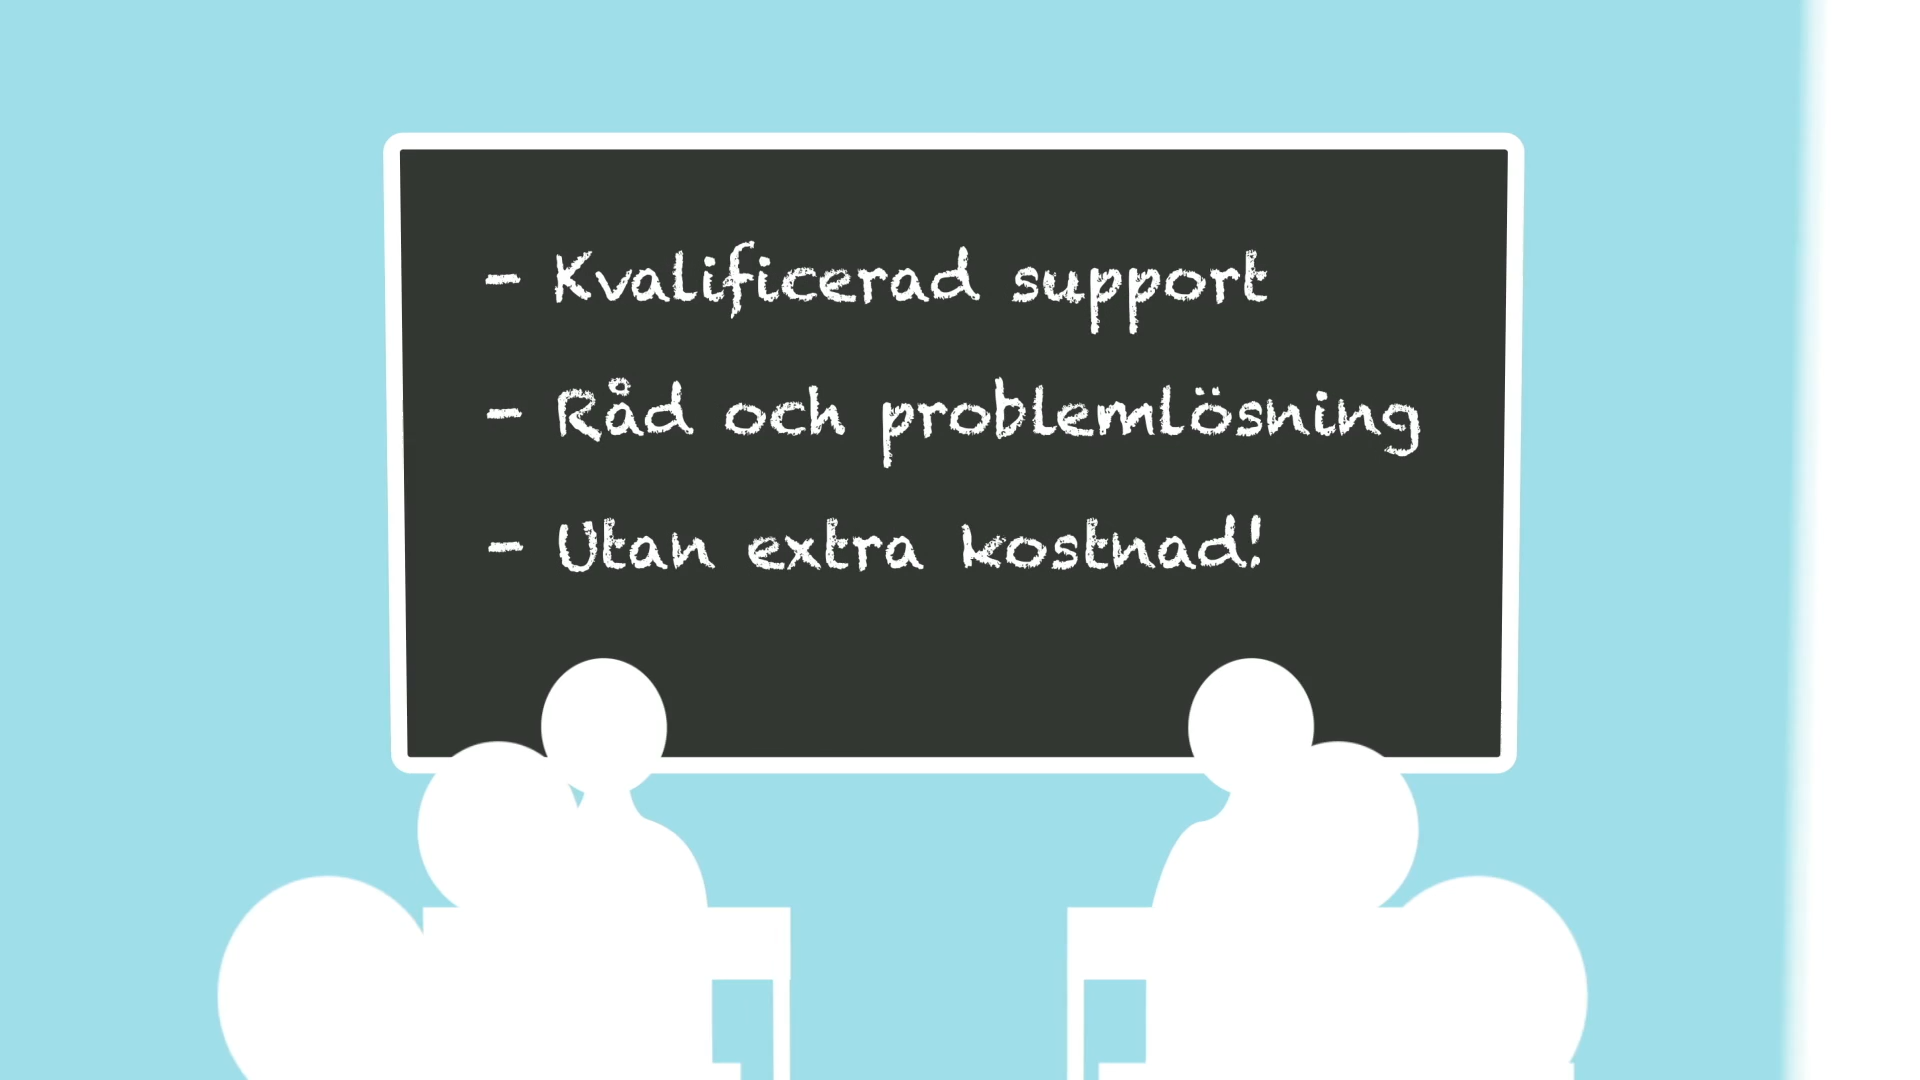 - Kvalificerad support
- Råd och problemlösning
- Utan extra kostnad!